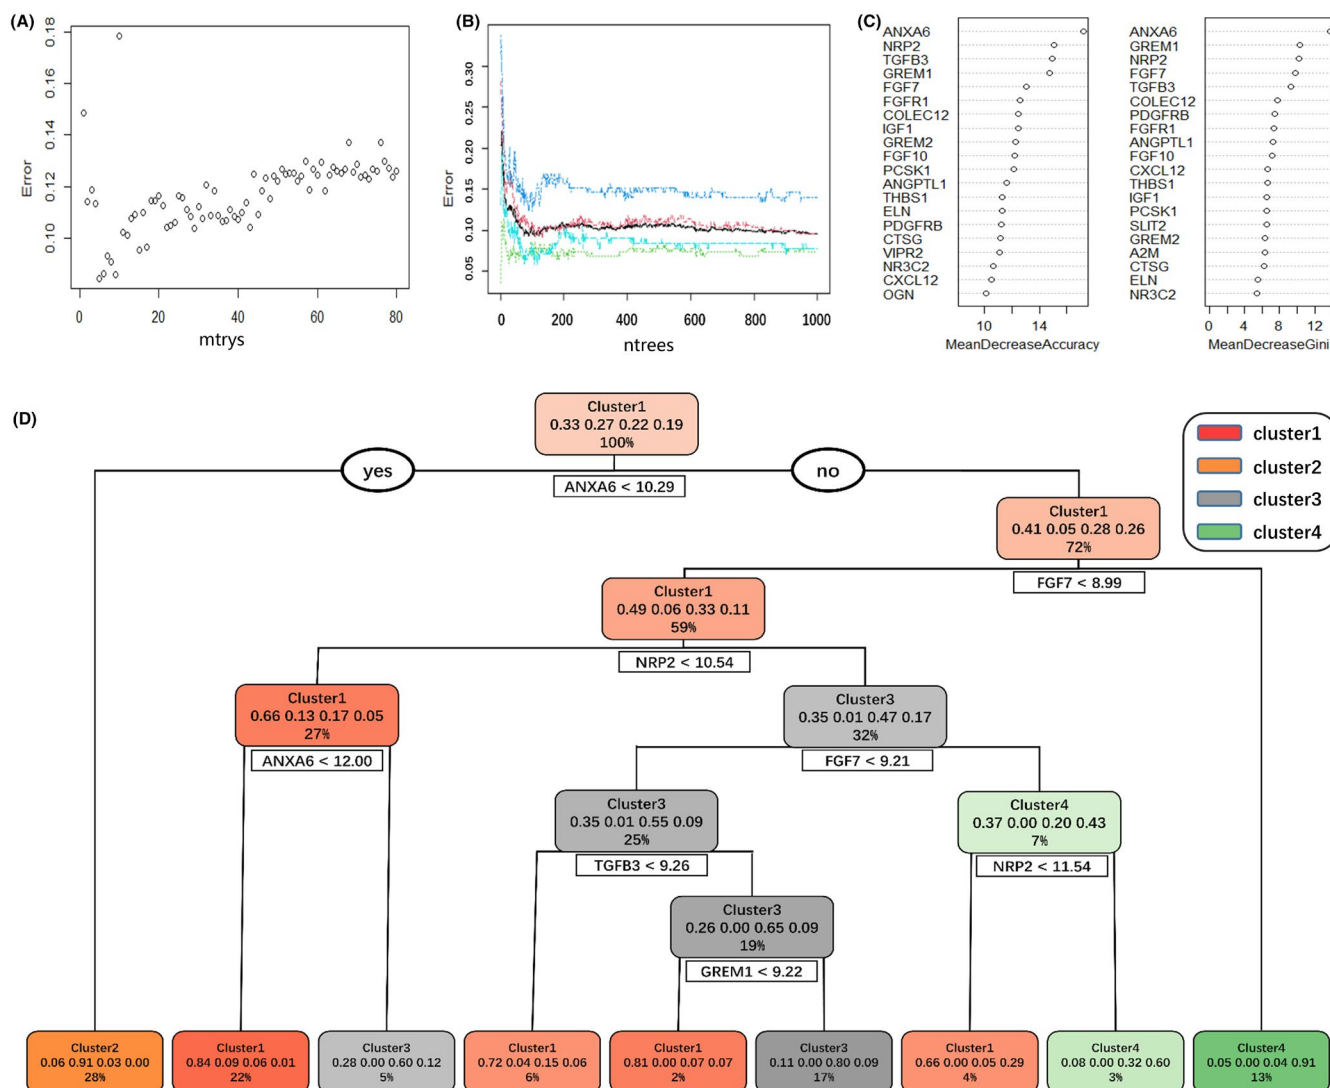 (A)
0.18
0.16
0.14
0.12
0.10
Error
0
20
40
60
80
mtrys
(B)
0.30
0.25
0.20
0.15
0.10
0.05
Error
0
200
400
600
800
1000
ntrees
(C)
ANXA6
NRP2
TGFB3
GREM1
FGF7
FGFR1
COLEC12
IGF1
GREM2
FGF10
PCSK1
ANGPTL1
THBS1
ELN
PDGFRB
CTSG
VIPR2
NR3C2
CXCL12
OGN
10
14
MeanDecreaseAccuracy
ANXA6
GREM1
NRP2
FGF7
TGFB3
COLEC12
PDGFRB
FGFR1
ANGPTL1
FGF10
CXCL12
THBS1
IGF1
PCSK1
SLIT2
GREM2
A2M
CTSG
ELN
NR3C2
0
4
8
12
MeanDecreaseGini
(D)
Cluster1
0.33 0.27 0.22 0.19
100%
yes
no
ANXA6 < 10.29
cluster1
cluster2
cluster3
cluster4
Cluster1
0.41 0.05 0.28 0.26
72%
FGF7 < 8.99
Cluster1
0.49 0.06 0.33 0.11
59%
NRP2 < 10.54
Cluster1
0.66 0.13 0.17 0.05
27%
ANXA6 < 12.00
Cluster3
0.35 0.01 0.47 0.17
32%
FGF7 < 9.21
Cluster3
0.35 0.01 0.55 0.09
25%
TGFB3 < 9.26
Cluster4
0.37 0.00 0.20 0.43
7%
NRP2 < 11.54
Cluster3
0.26 0.00 0.65 0.09
19%
GREM1 < 9.22
Cluster2
0.06 0.91 0.03 0.00
28%
Cluster1
0.84 0.09 0.06 0.01
22%
Cluster3
0.28 0.00 0.60 0.12
5%
Cluster1
0.72 0.04 0.15 0.06
6%
Cluster1
0.81 0.00 0.07 0.07
2%
Cluster3
0.11 0.00 0.80 0.09
17%
Cluster1
0.66 0.00 0.05 0.29
4%
Cluster4
0.08 0.00 0.32 0.60
3%
Cluster4
0.05 0.00 0.04 0.91
13%